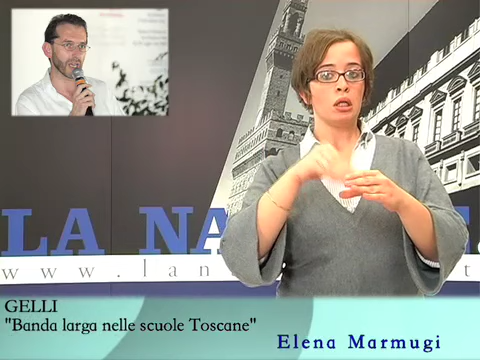 LA NA
www.lan
GELLI
"Banda larga nelle scuole Toscane"
Elena Marmugi